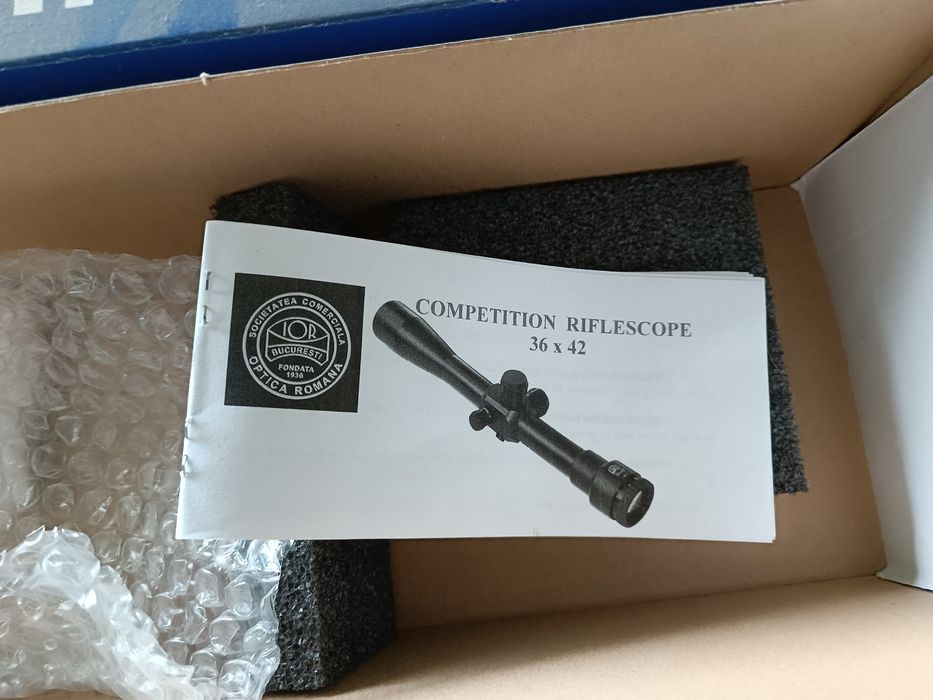 SOCIETATEA COMERCIALA
IOR
BUCURESTI
FONDATA
1936
OPTICA ROMANA
COMPETITION RIFLESCOPE
36 x 42